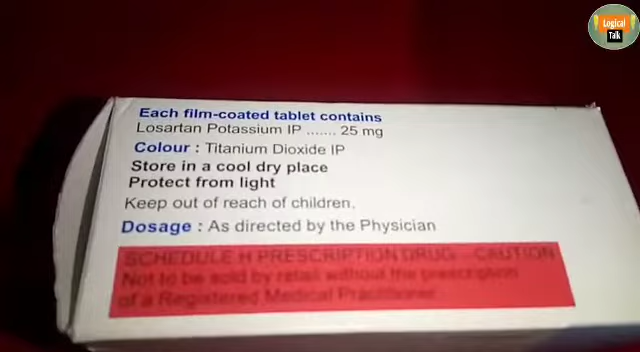 Logical
Talk
Each film-coated tablet contains
Losartan Potassium IP ....... 25 mg
Colour : Titanium Dioxide IP
Store in a cool dry place
Protect from light
Keep out of reach of children.
Dosage : As directed by the Physician
SCHEDULE H PRESCRIPTION DRUG - CAUTION
Not to be sold by retail without the prescription
of a Registered Medical Practitioner